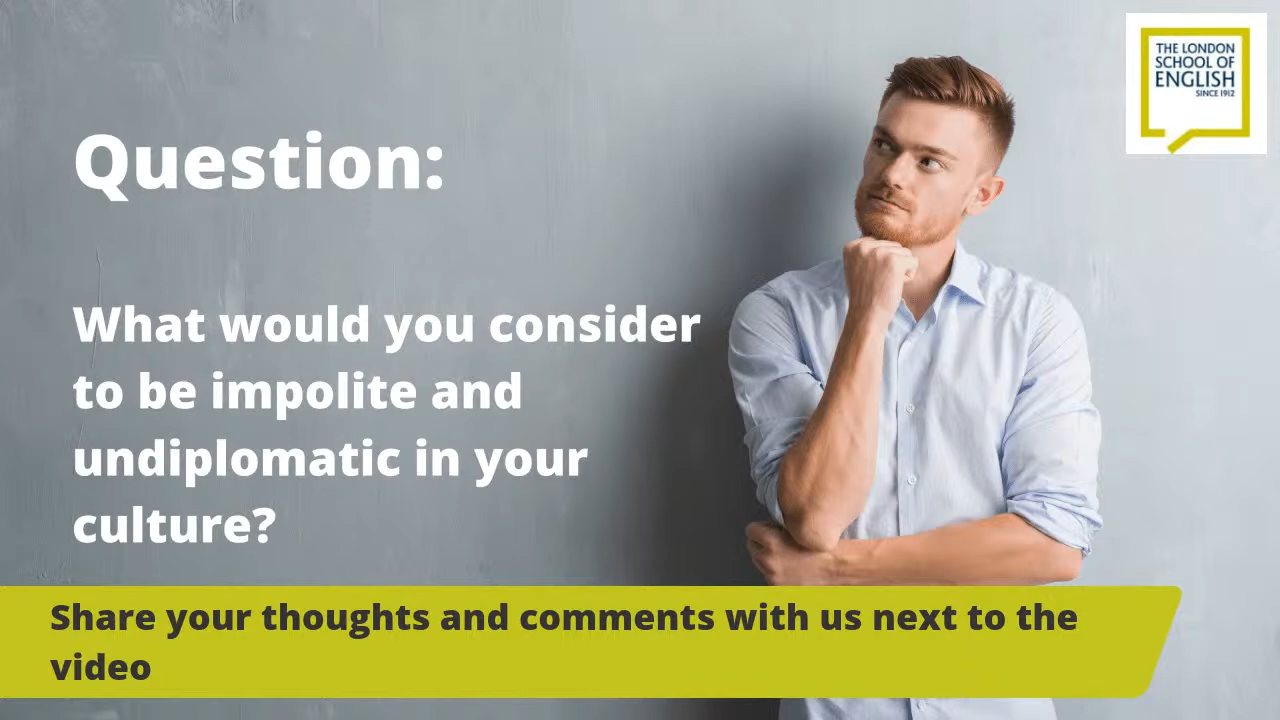 THE LONDON
SCHOOL OF
ENGLISH
SINCE 1912
Question:
What would you consider
to be impolite and
undiplomatic in your
culture?
Share your thoughts and comments with us next to the
video